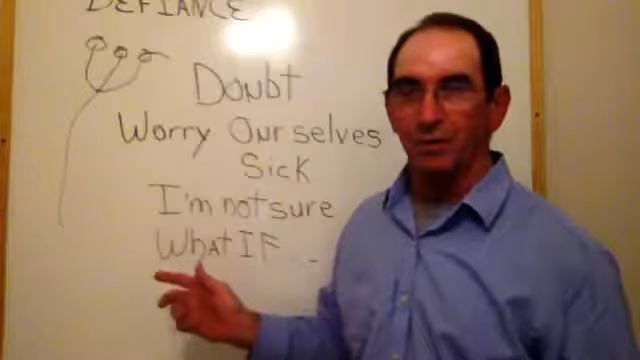 DEFIANCE
Doubt
Worry Ourselves
Sick
I'm not sure
What IF